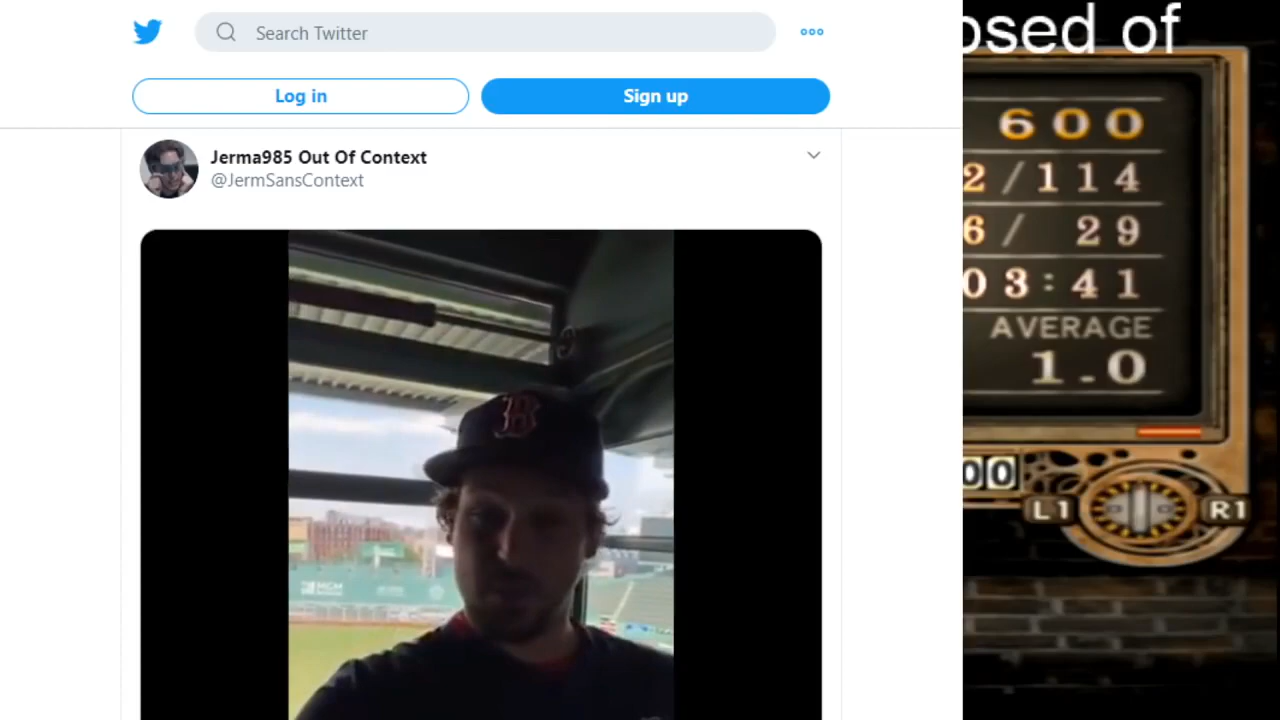 Search Twitter
Log in
Sign up
Jerma985 Out Of Context
@JermSansContext
B
MGM
osed of
600
2/114
6/ 29
03:41
AVERAGE
1.0
00
L1
R1